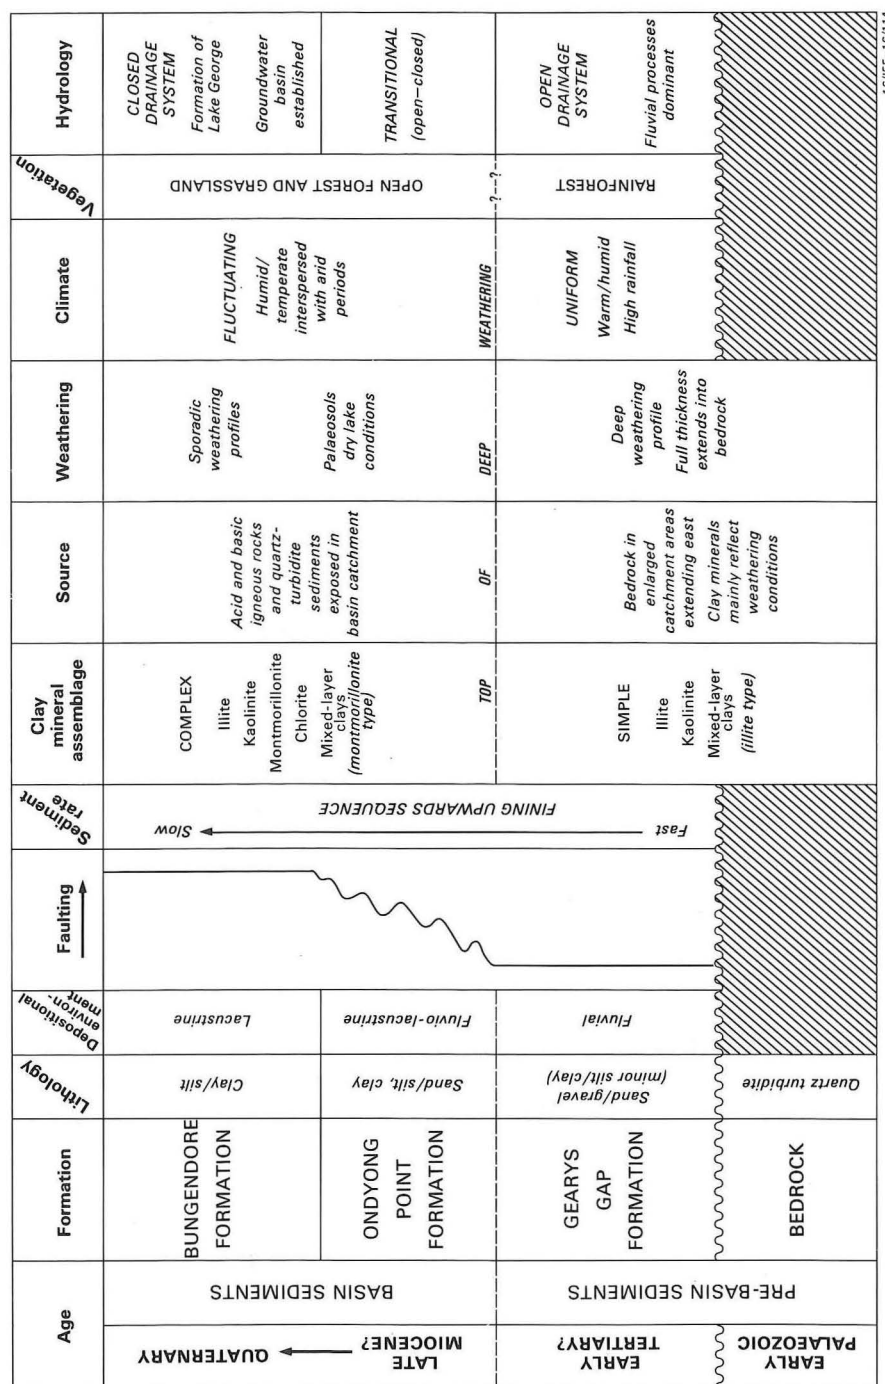 Age
Formation
Lithology
Depositional
environ-
ment
Faulting
Sediment
rate
Clay
mineral
assemblage
Source
Weathering
Climate
Vegetation
Hydrology
QUATERNARY
LATE
MIOCENE?
EARLY
TERTIARY?
EARLY
PALAEOZOIC
BASIN SEDIMENTS
PRE-BASIN SEDIMENTS
BUNGENDORE
FORMATION
ONDYONG
POINT
FORMATION
GEARYS
GAP
FORMATION
BEDROCK
Clay/silt
Sand/silt, clay
Sand/gravel
(minor silt/clay)
Quartz turbidite
Lacustrine
Fluvio-lacustrine
Fluvial
Slow
Fast
FINING UPWARDS SEQUENCE
COMPLEX
Illite
Kaolinite
Montmorillonite
Chlorite
Mixed-layer
clays
(montmorillonite
type)
SIMPLE
Illite
Kaolinite
Mixed-layer
clays
(illite type)
Acid and basic
igneous rocks
and quartz-
turbidite
sediments
exposed in
basin catchment
Bedrock in
enlarged
catchment areas
extending east
Clay minerals
mainly reflect
weathering
conditions
Sporadic
weathering
profiles
Palaeosols
dry lake
conditions
Deep
weathering
profile
Full thickness
extends into
bedrock
FLUCTUATING
Humid/
temperate
interspersed
with arid
periods
UNIFORM
Warm/humid
High rainfall
OPEN FOREST AND GRASSLAND
?--?
RAINFOREST
CLOSED
DRAINAGE
SYSTEM
Formation of
Lake George
Groundwater
basin
established
TRANSITIONAL
(open-closed)
OPEN
DRAINAGE
SYSTEM
Fluvial processes
dominant
TOP OF DEEP WEATHERING